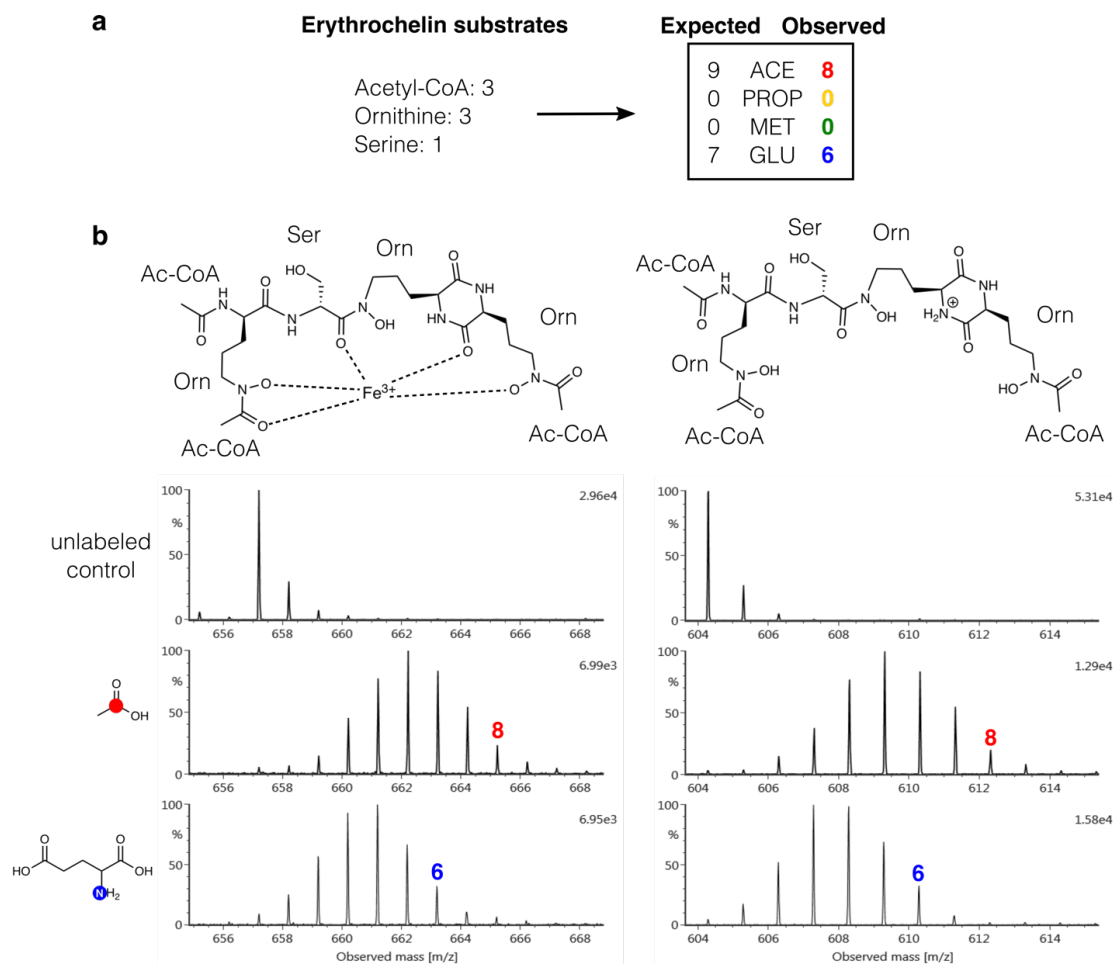 a
Erythrochelin substrates
Expected Observed
Acetyl-CoA: 3
Ornithine: 3
Serine: 1
9 ACE 8
0 PROP 0
0 MET 0
7 GLU 6
b
Ser
Orn
Ac-CoA
HO
O
H
N
O
N
H
O
O
N
OH
O
NH
HN
O
Orn
Orn
N
O
O
Fe3+
O
N
O
Ac-CoA
Ac-CoA
Ser
Orn
Ac-CoA
HO
O
H
N
O
N
H
O
O
N
OH
O
NH
H2N
⊕
O
Orn
Orn
N
OH
O
HO
N
O
Ac-CoA
Ac-CoA
unlabeled
control
100
%
50
0
2.96e4
656 658 660 662 664 666 668
100
%
50
0
5.31e4
604 606 608 610 612 614
O
OH
100
%
50
0
6.99e3
8
656 658 660 662 664 666 668
100
%
50
0
1.29e4
8
604 606 608 610 612 614
O
HO
O
OH
NH2
100
%
50
0
6.95e3
6
656 658 660 662 664 666 668
Observed mass [m/z]
100
%
50
0
1.58e4
6
604 606 608 610 612 614
Observed mass [m/z]